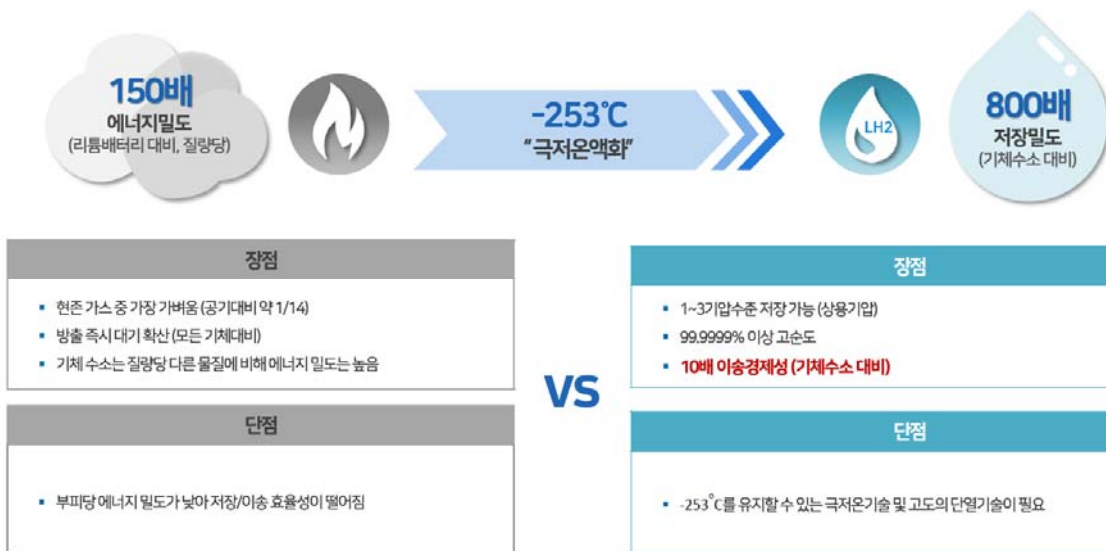 150배
에너지밀도
(리튬배터리 대비, 질량당)
-253℃
"극저온액화"
LH2
800배
저장밀도
(기체수소 대비)
장점
▪ 현존 가스 중 가장 가벼움 (공기대비 약 1/14)
▪ 방출 즉시 대기 확산 (모든 기체대비)
▪ 기체 수소는 질량당 다른 물질에 비해 에너지 밀도는 높음
단점
▪ 부피당 에너지 밀도가 낮아 저장/이송 효율성이 떨어짐
VS
장점
▪ 1~3기압수준 저장 가능 (상용기압)
▪ 99.9999% 이상 고순도
▪ 10배 이송경제성 (기체수소 대비)
단점
▪ -253°C를 유지할 수 있는 극저온기술 및 고도의 단열기술이 필요